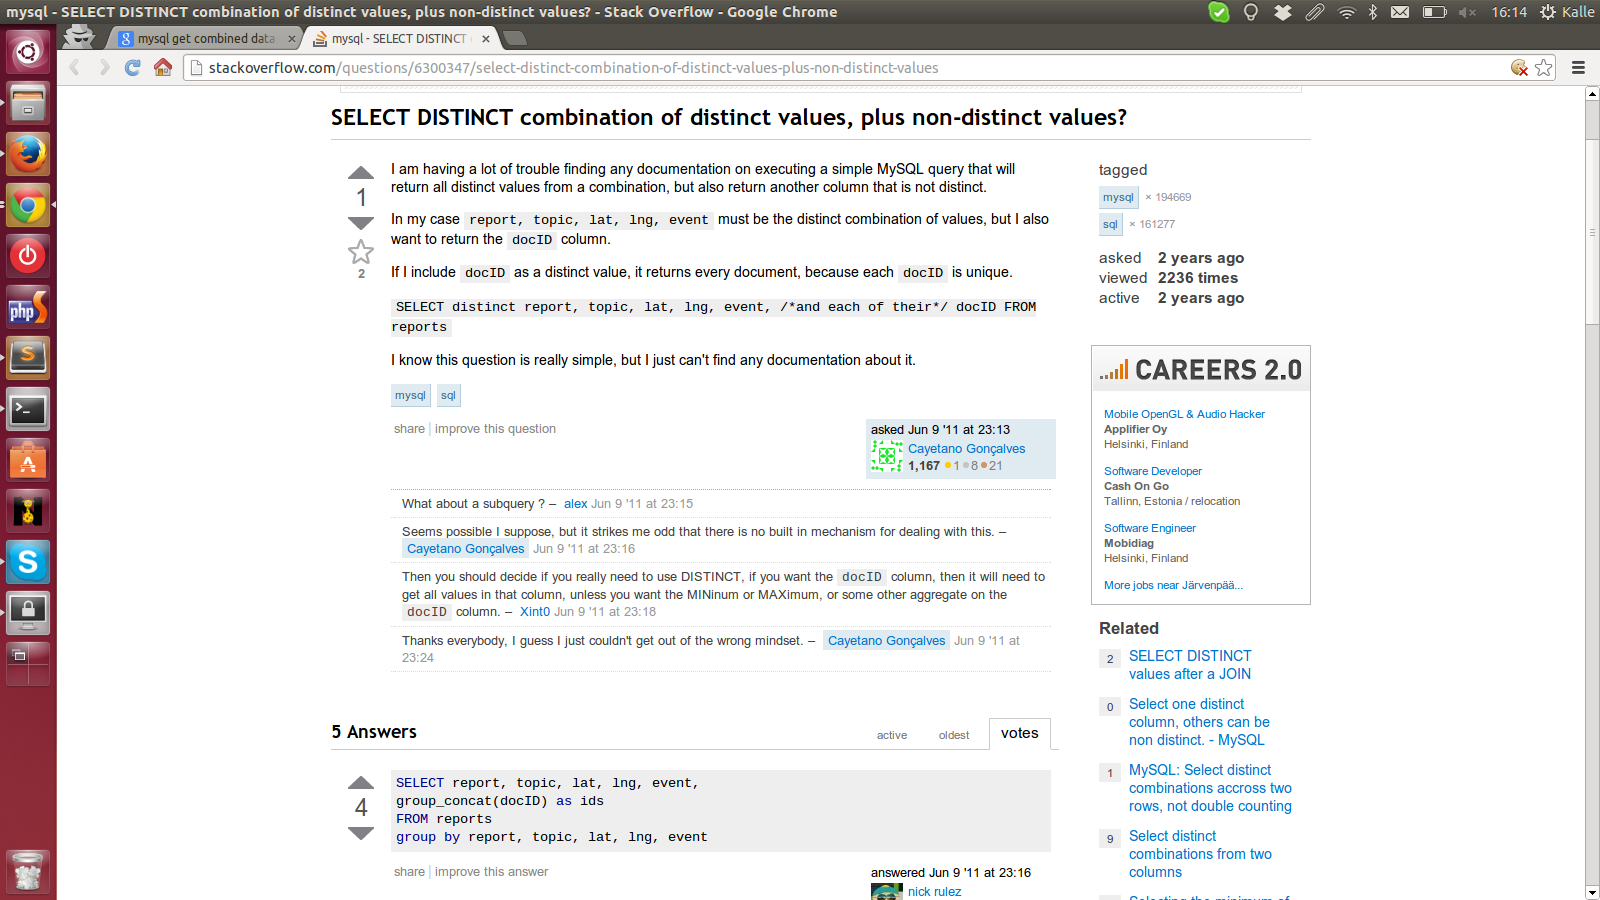 mysql - SELECT DISTINCT combination of distinct values, plus non-distinct values? - Stack Overflow - Google Chrome
16:14 Kalle
mysql get combined data
mysql - SELECT DISTINCT
stackoverflow.com/questions/6300347/select-distinct-combination-of-distinct-values-plus-non-distinct-values
SELECT DISTINCT combination of distinct values, plus non-distinct values?
1
2
I am having a lot of trouble finding any documentation on executing a simple MySQL query that will
return all distinct values from a combination, but also return another column that is not distinct.
In my case report, topic, lat, lng, event must be the distinct combination of values, but I also
want to return the docID column.
If I include docID as a distinct value, it returns every document, because each docID is unique.
SELECT distinct report, topic, lat, lng, event, /*and each of their*/ docID FROM
reports
I know this question is really simple, but I just can't find any documentation about it.
mysql sql
share | improve this question
asked Jun 9 '11 at 23:13
Cayetano Gonçalves
1,167 1 8 21
What about a subquery ? – alex Jun 9 '11 at 23:15
Seems possible I suppose, but it strikes me odd that there is no built in mechanism for dealing with this. –
Cayetano Gonçalves Jun 9 '11 at 23:16
Then you should decide if you really need to use DISTINCT, if you want the docID column, then it will need to
get all values in that column, unless you want the MINinum or MAXimum, or some other aggregate on the
docID column. – Xint0 Jun 9 '11 at 23:18
Thanks everybody, I guess I just couldn't get out of the wrong mindset. – Cayetano Gonçalves Jun 9 '11 at
23:24
5 Answers
active oldest votes
4
SELECT report, topic, lat, lng, event,
group_concat(docID) as ids
FROM reports
group by report, topic, lat, lng, event
share | improve this answer
answered Jun 9 '11 at 23:16
nick rulez
tagged
mysql × 194669
sql × 161277
asked 2 years ago
viewed 2236 times
active 2 years ago
CAREERS 2.0
Mobile OpenGL & Audio Hacker
Applifier Oy
Helsinki, Finland
Software Developer
Cash On Go
Tallinn, Estonia / relocation
Software Engineer
Mobidiag
Helsinki, Finland
More jobs near Järvenpää...
Related
2 SELECT DISTINCT
values after a JOIN
0 Select one distinct
column, others can be
non distinct. - MySQL
1 MySQL: Select distinct
combinations accross two
rows, not double counting
9 Select distinct
combinations from two
columns
Selecting the minimum of
php
S
S